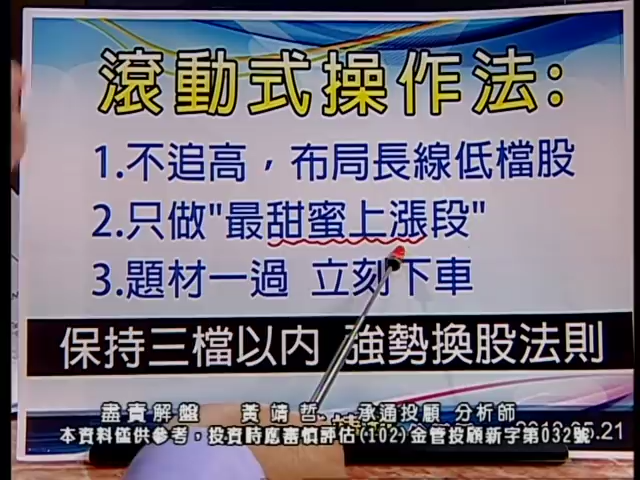 滾動式操作法:
1.不追高，布局長線低檔股
2.只做"最甜蜜上漲段"
3.題材一過 立刻下車
保持三檔以內 強勢換股法則
盡責解盤 黃靖哲 承通投顧 分析師
本資料僅供參考，投資時應審慎評估(102)金管投顧新字第032號